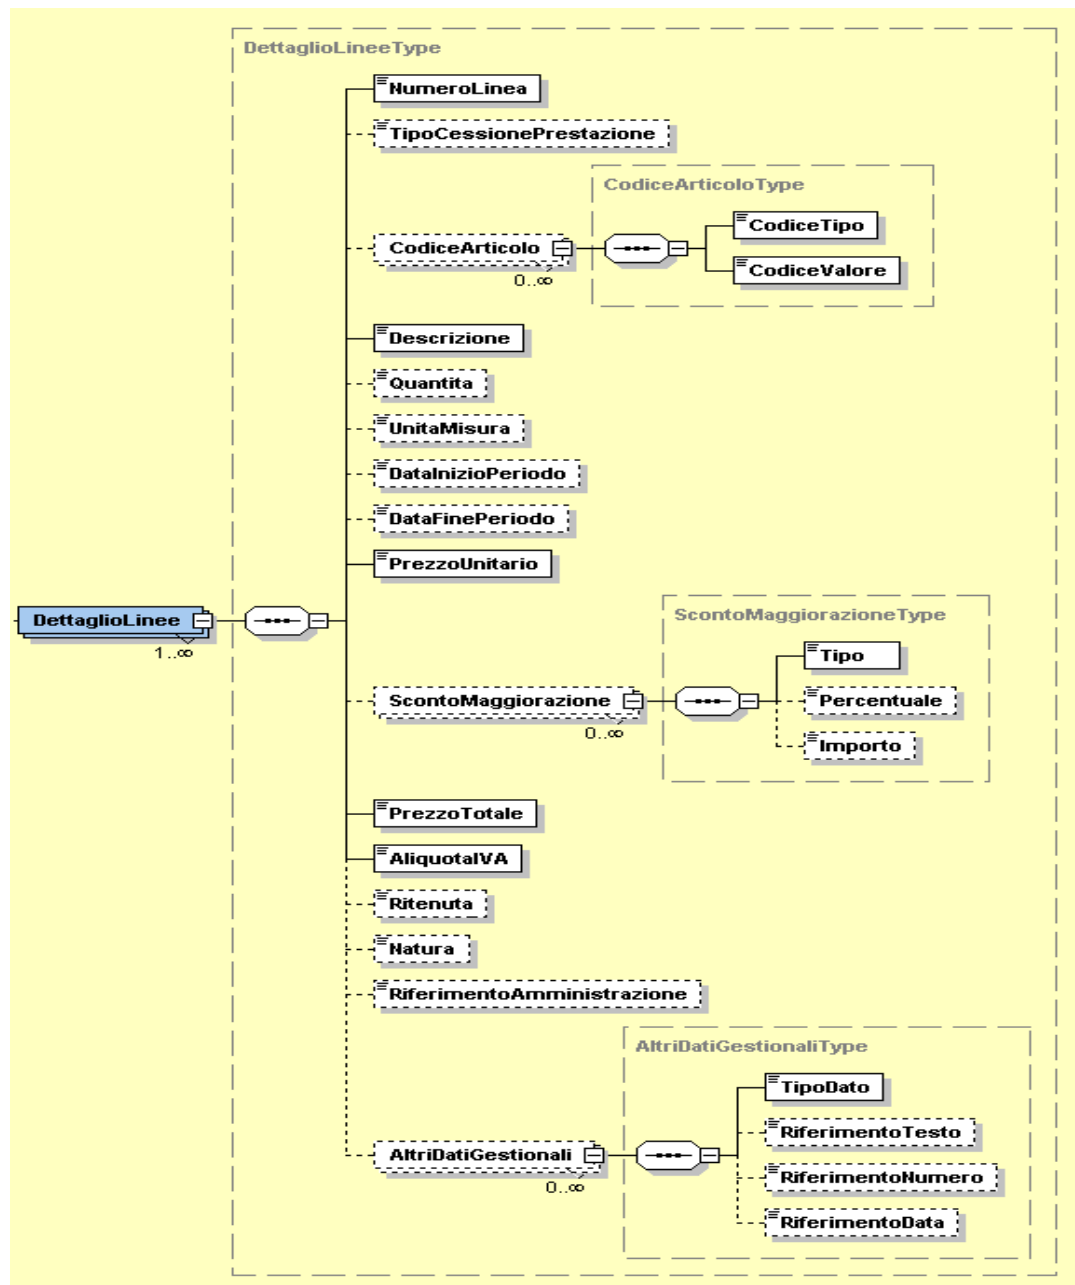 DettaglioLineeType
NumeroLinea
TipoCessionePrestazione
CodiceArticoloType
CodiceTipo
CodiceArticolo
CodiceValore
0..∞
Descrizione
Quantita
UnitaMisura
DataInizioPeriodo
DataFinePeriodo
PrezzoUnitario
DettaglioLinee
1..∞
ScontoMaggiorazioneType
Tipo
ScontoMaggiorazione
Percentuale
0..∞
Importo
PrezzoTotale
AliquotaIVA
Ritenuta
Natura
RiferimentoAmministrazione
AltriDatiGestionaliType
TipoDato
RiferimentoTesto
AltriDatiGestionali
RiferimentoNumero
0..∞
RiferimentoData